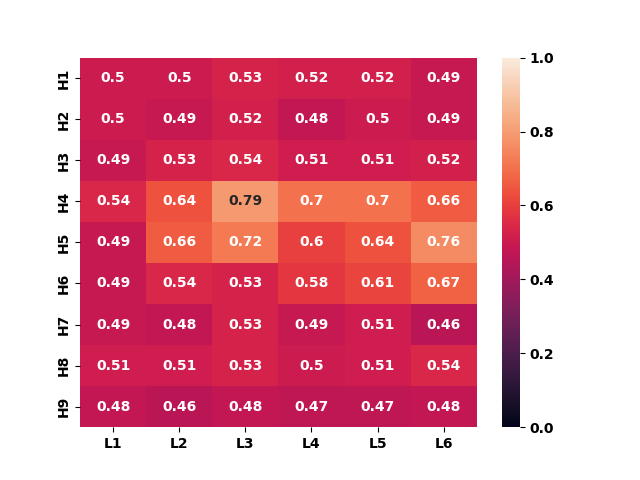 H1 0.5 0.5 0.53 0.52 0.52 0.49
H2 0.5 0.49 0.52 0.48 0.5 0.49
H3 0.49 0.53 0.54 0.51 0.51 0.52
H4 0.54 0.64 0.79 0.7 0.7 0.66
H5 0.49 0.66 0.72 0.6 0.64 0.76
H6 0.49 0.54 0.53 0.58 0.61 0.67
H7 0.49 0.48 0.53 0.49 0.51 0.46
H8 0.51 0.51 0.53 0.5 0.51 0.54
H9 0.48 0.46 0.48 0.47 0.47 0.48
L1 L2 L3 L4 L5 L6
1.0
0.8
0.6
0.4
0.2
0.0